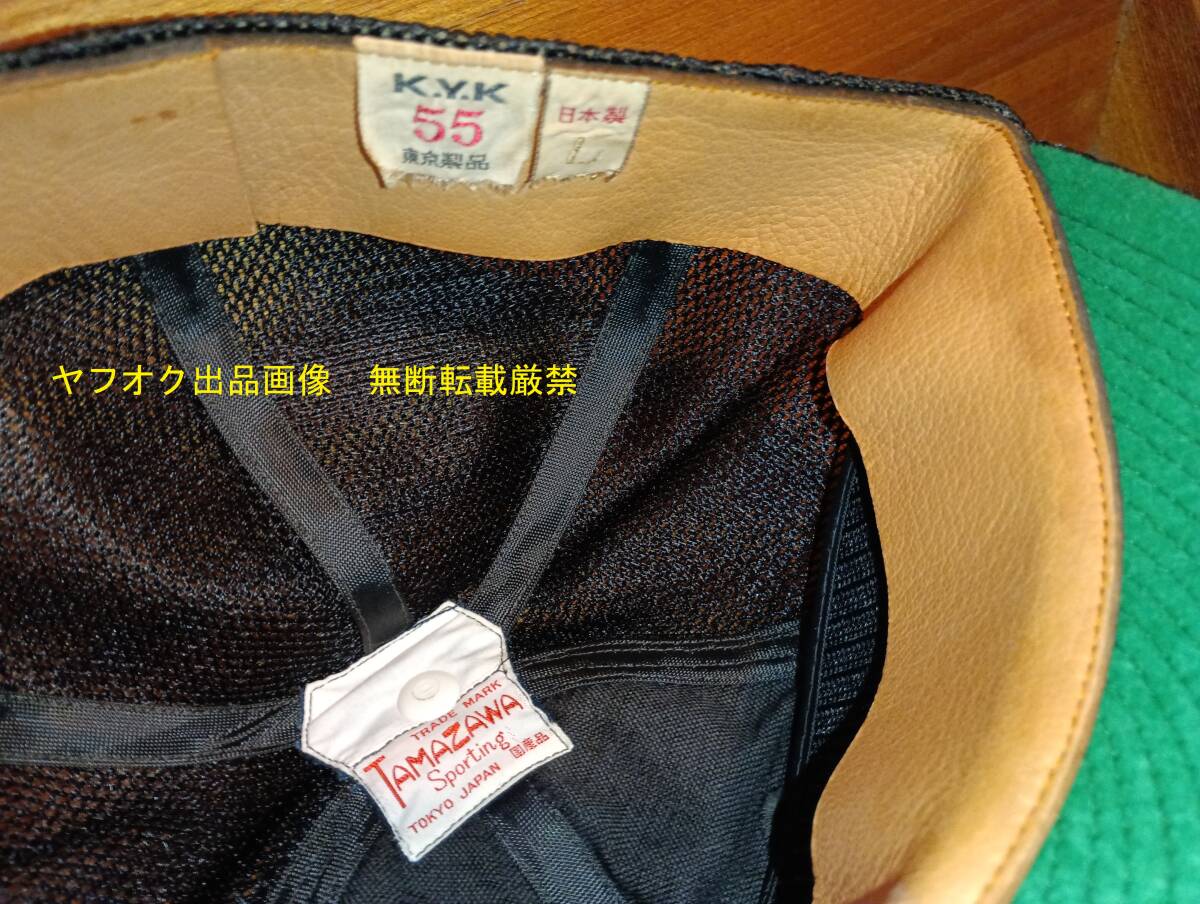 K.Y.K
55
東京製品
日本製
L
ヤフオク出品画像　無断転載厳禁
TRADE MARK
TAMAZAWA
Sporting 国産品
TOKYO JAPAN